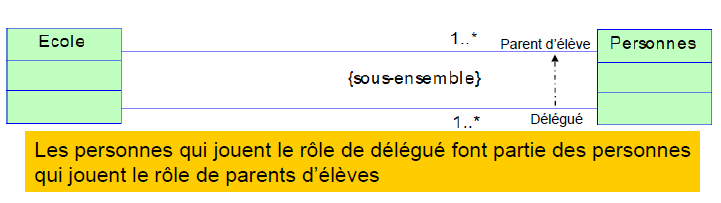 Ecole
1..*
Parent d'élève
Personnes
{sous-ensemble}
1..*
Délégué
Les personnes qui jouent le rôle de délégué font partie des personnes
qui jouent le rôle de parents d'élèves